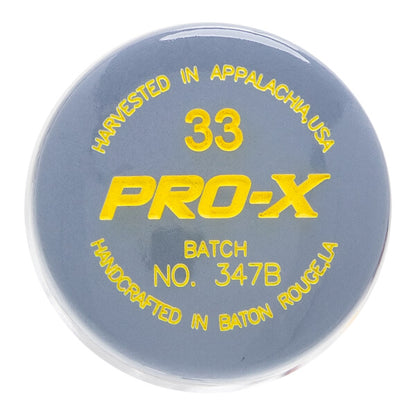 HARVESTED IN APPALACHIA, USA
33
PRO-X
BATCH
NO. 347B
HANDCRAFTED IN BATON ROUGE, LA